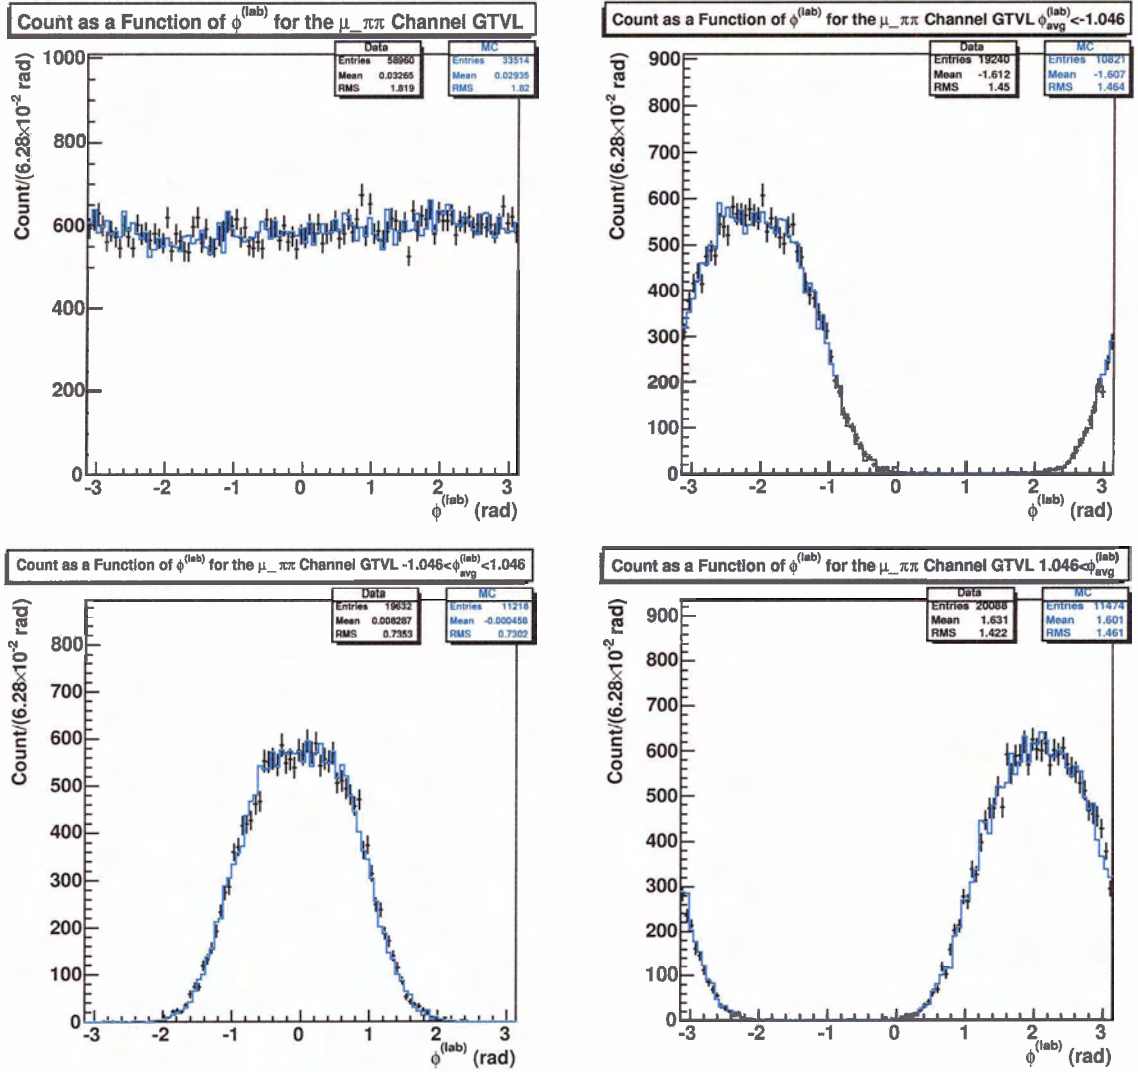 Count as a Function of ϕ^(lab) for the μ_ππ Channel GTVL
Data
Entries 58960
Mean 0.03265
RMS 1.819
MC
Entries 33514
Mean 0.02935
RMS 1.82
Count/(6.28×10^-2 rad)
1000
800
600
400
200
0
-3 -2 -1 0 1 2 3
ϕ^(lab) (rad)
Count as a Function of ϕ^(lab) for the μ_ππ Channel GTVL ϕ^(lab)_avg<-1.046
Data
Entries 19240
Mean -1.612
RMS 1.45
MC
Entries 10821
Mean -1.607
RMS 1.464
Count/(6.28×10^-2 rad)
900
800
700
600
500
400
300
200
100
0
-3 -2 -1 0 1 2 3
ϕ^(lab) (rad)
Count as a Function of ϕ^(lab) for the μ_ππ Channel GTVL -1.046<ϕ^(lab)_avg<1.046
Data
Entries 19632
Mean 0.008287
RMS 0.7353
MC
Entries 11218
Mean -0.000458
RMS 0.7302
Count/(6.28×10^-2 rad)
800
700
600
500
400
300
200
100
0
-3 -2 -1 0 1 2 3
ϕ^(lab) (rad)
Count as a Function of ϕ^(lab) for the μ_ππ Channel GTVL 1.046<ϕ^(lab)_avg
Data
Entries 20088
Mean 1.631
RMS 1.422
MC
Entries 11474
Mean 1.601
RMS 1.461
Count/(6.28×10^-2 rad)
900
800
700
600
500
400
300
200
100
0
-3 -2 -1 0 1 2 3
ϕ^(lab) (rad)